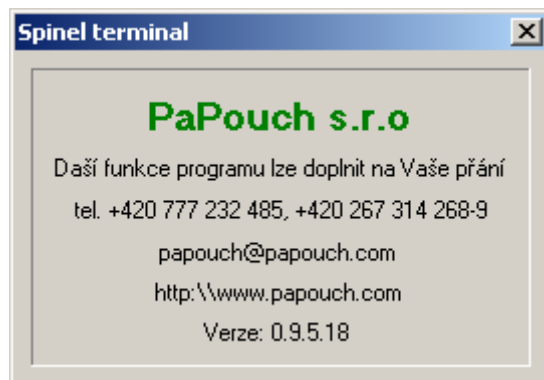 Spinel terminal
PaPouch s.r.o
Daší funkce programu lze doplnit na Vaše přání
tel. +420 777 232 485, +420 267 314 268-9
papouch@papouch.com
http:\\www.papouch.com
Verze: 0.9.5.18